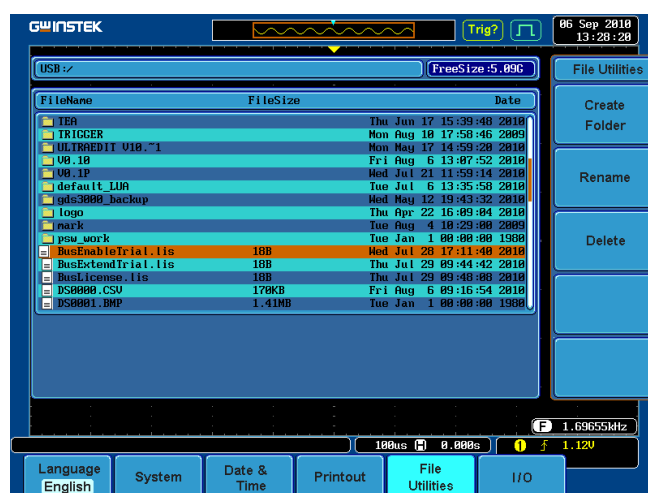 GWINSTEK Trig? 06 Sep 2010
13:28:20
USB:/ FreeSize:5.09G File Utilities
FileName FileSize Date
TEA Thu Jun 17 15:39:48 2010
TRIGGER Mon Aug 10 17:58:46 2009
ULTRAEDIT V10.~1 Mon May 17 14:59:20 2010
V0.10 Fri Aug 6 13:07:52 2010
V0.1P Wed Jul 21 11:59:14 2010
default_LUA Tue Jul 6 13:35:58 2010
gds3000_backup Wed May 12 19:43:32 2010
logo Thu Apr 22 16:09:04 2010
mark Tue Aug 4 10:29:00 2009
psw_work Tue Jan 1 00:00:00 1980
BusEnableTrial.lis 18B Wed Jul 28 17:11:40 2010
BusExtendTrial.lis 18B Thu Jul 29 09:44:42 2010
BusLicense.lis 18B Thu Jul 29 09:48:08 2010
DS0000.CSV 170KB Fri Aug 6 09:16:54 2010
DS0001.BMP 1.41MB Tue Jan 1 00:00:00 1980
Create
Folder
Rename
Delete
F 1.69655kHz
100us H 0.000s 1 1.12V
Language
English
System
Date &
Time
Printout
File
Utilities
I/O